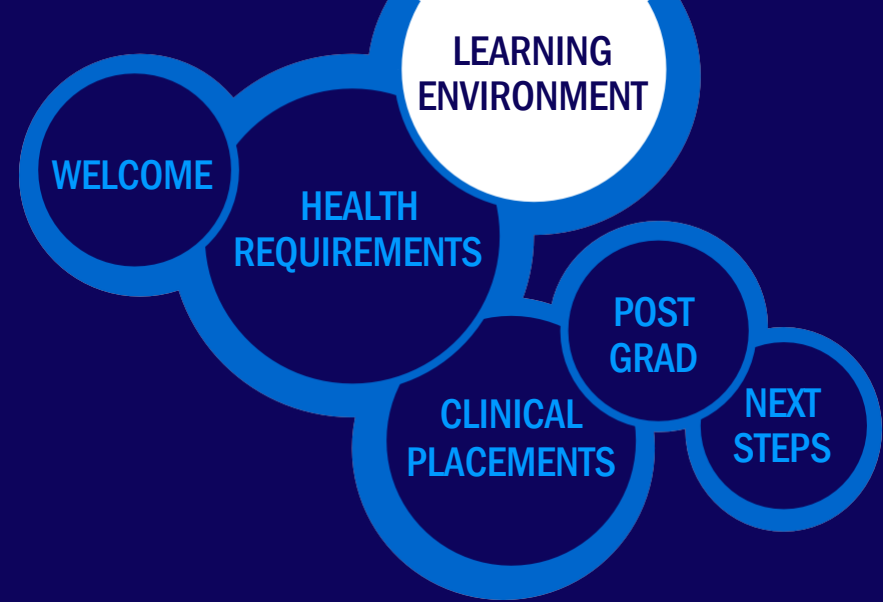 LEARNING
ENVIRONMENT
WELCOME
HEALTH
REQUIREMENTS
POST
GRAD
CLINICAL
PLACEMENTS
NEXT
STEPS